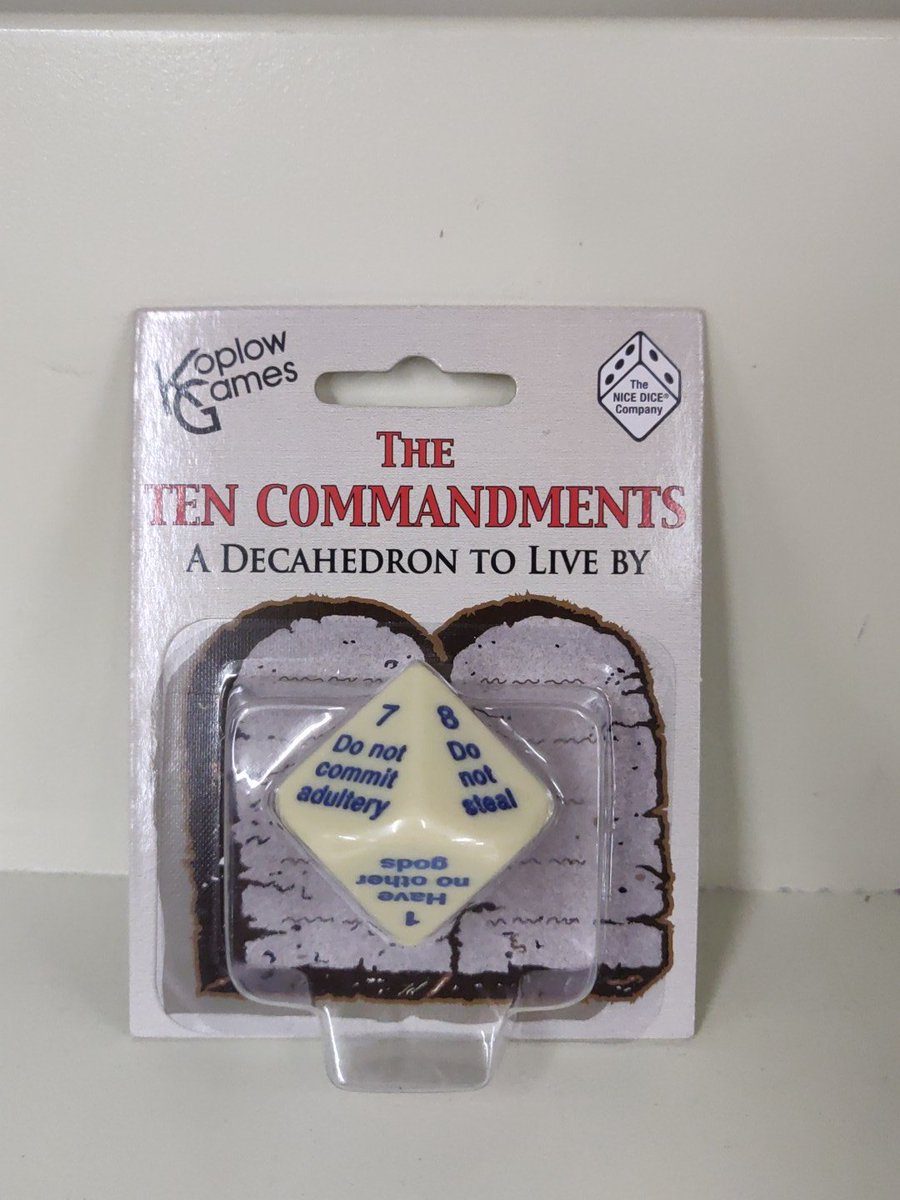 Koplow
Games
The
NICE DICE®
Company
THE
TEN COMMANDMENTS
A DECAHEDRON TO LIVE BY
7
Do not
commit
adultery
8
Do
not
steal
1
Have
no other
gods